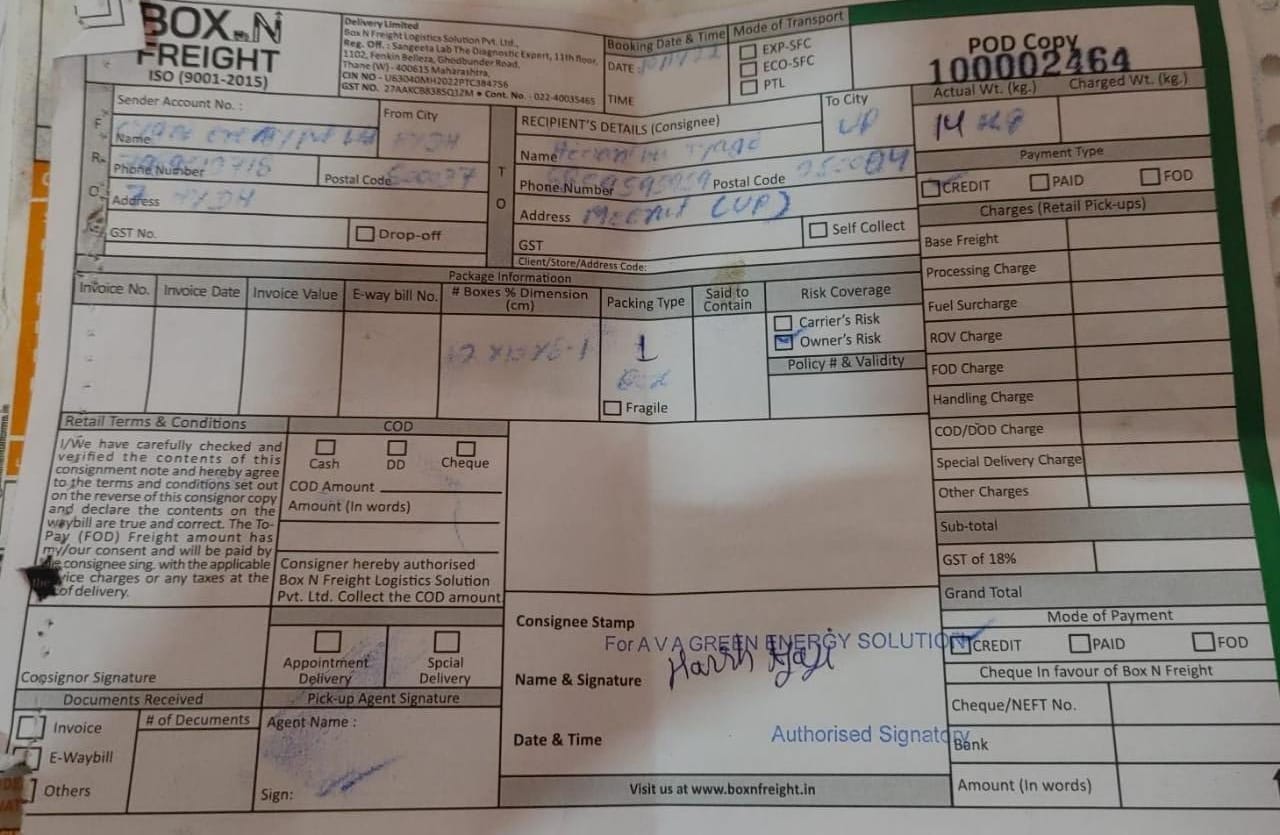 BOX N FREIGHT
ISO (9001-2015)
Delivery Limited
Box N Freight Logistics Solution Pvt. Ltd.,
Reg. Off. : Sangeeta Lab The Diagnostic Expert, 11th floor,
1102, Fenkin Belleza, Ghodbunder Road,
Thane (W) - 400615 Maharashtra,
CIN NO - U63040MH2022PTC384756
GST NO. 27AAKCB8385Q1ZM • Cont. No. - 022-40035465
Booking Date & Time
DATE
TIME
Mode of Transport
EXP-SFC
ECO-SFC
PTL
POD Copy
100002464
Actual Wt. (kg.)
Charged Wt. (kg.)
14 kg
FROM
Sender Account No. :
From City
Name
HYDH
Phone Number
Postal Code
Address HYDH
GST No.
Drop-off
TO
RECIPIENT'S DETAILS (Consignee)
To City
UP
Name
Phone Number
Postal Code
Address Meerut (UP)
GST
Self Collect
Client/Store/Address Code:
Payment Type
CREDIT
PAID
FOD
Charges (Retail Pick-ups)
Base Freight
Processing Charge
Fuel Surcharge
ROV Charge
FOD Charge
Handling Charge
COD/DOD Charge
Special Delivery Charge
Other Charges
Sub-total
GST of 18%
Grand Total
Package Informatioon
Invoice No.
Invoice Date
Invoice Value
E-way bill No.
# Boxes % Dimension (cm)
Packing Type
Said to Contain
Risk Coverage
1
Box
Fragile
Carrier's Risk
Owner's Risk
Policy # & Validity
Retail Terms & Conditions
I/We have carefully checked and
verified the contents of this
consignment note and hereby agree
to the terms and conditions set out
on the reverse of this consignor copy
and declare the contents on the
waybill are true and correct. The To-
Pay (FOD) Freight amount has
my/our consent and will be paid by
consignee sing, with the applicable
vice charges or any taxes at the
of delivery.
COD
Cash
DD
Cheque
COD Amount
Amount (In words)
Consigner hereby authorised
Box N Freight Logistics Solution
Pvt. Ltd. Collect the COD amount
Consignor Signature
Appointment Delivery
Spcial Delivery
Documents Received
Invoice
E-Waybill
Others
# of Decuments
Pick-up Agent Signature
Agent Name :
Sign:
Consignee Stamp
For A V A GREEN ENERGY SOLUTION
Name & Signature
Harsh Tyagi
Date & Time
Authorised Signatory
Visit us at www.boxnfreight.in
Mode of Payment
CREDIT
PAID
FOD
Cheque In favour of Box N Freight
Cheque/NEFT No.
Bank
Amount (In words)